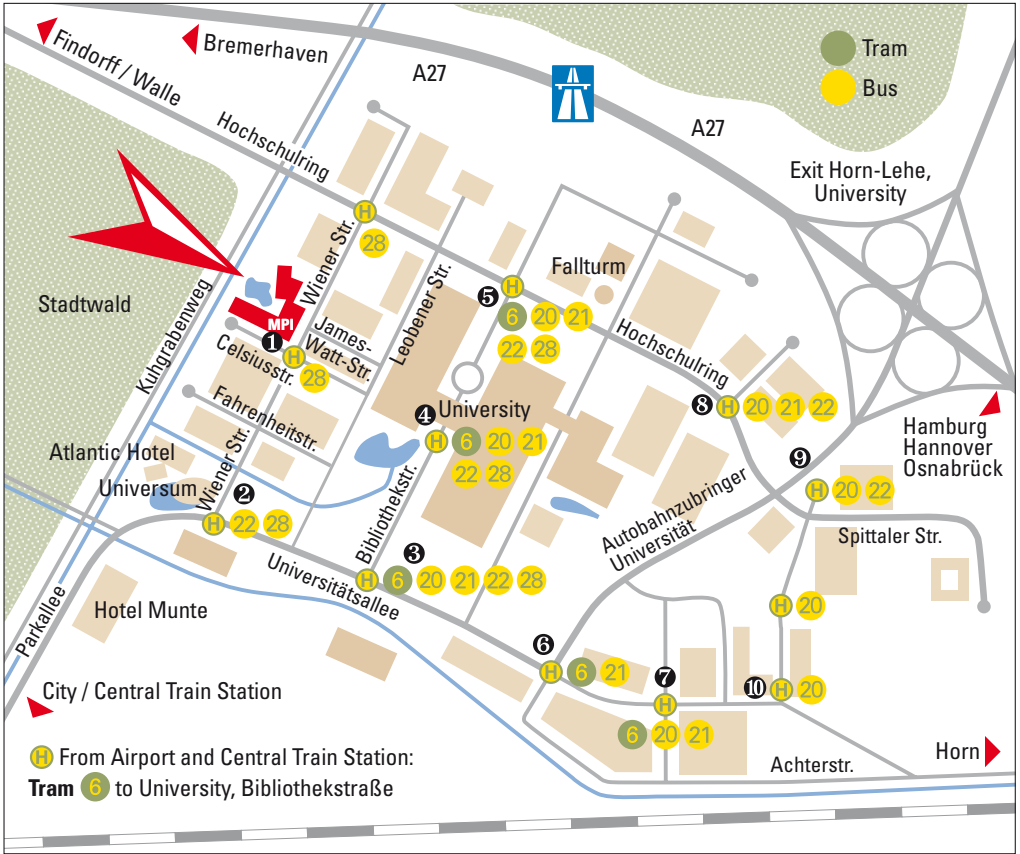 Findorff / Walle
Bremerhaven
A27
Tram
Bus
A27
Hochschulring
Exit Horn-Lehe,
University
H
28
Wiener Str.
Stadtwald
Kuhgrabenweg
MPI
1
H
28
Celsiusstr.
James-
Watt-Str.
Leobener Str.
Fallturm
5
H
6 20 21
22 28
Hochschulring
8
H 20 21 22
Hamburg
Hannover
Osnabrück
Fahrenheitstr.
4
University
H 6 20 21
22 28
Atlantic Hotel
Universum
Wiener Str.
2
H 22 28
Bibliothekstr.
3
H 6 20 21 22 28
Universitätsallee
Autobahnzubringer
Universität
9
H 20 22
Spittaler Str.
H 20
Parkallee
Hotel Munte
6
H 6 21
7
H
6 20 21
10
H 20
City / Central Train Station
Horn
Achterstr.
H From Airport and Central Train Station:
Tram 6 to University, Bibliothekstraße